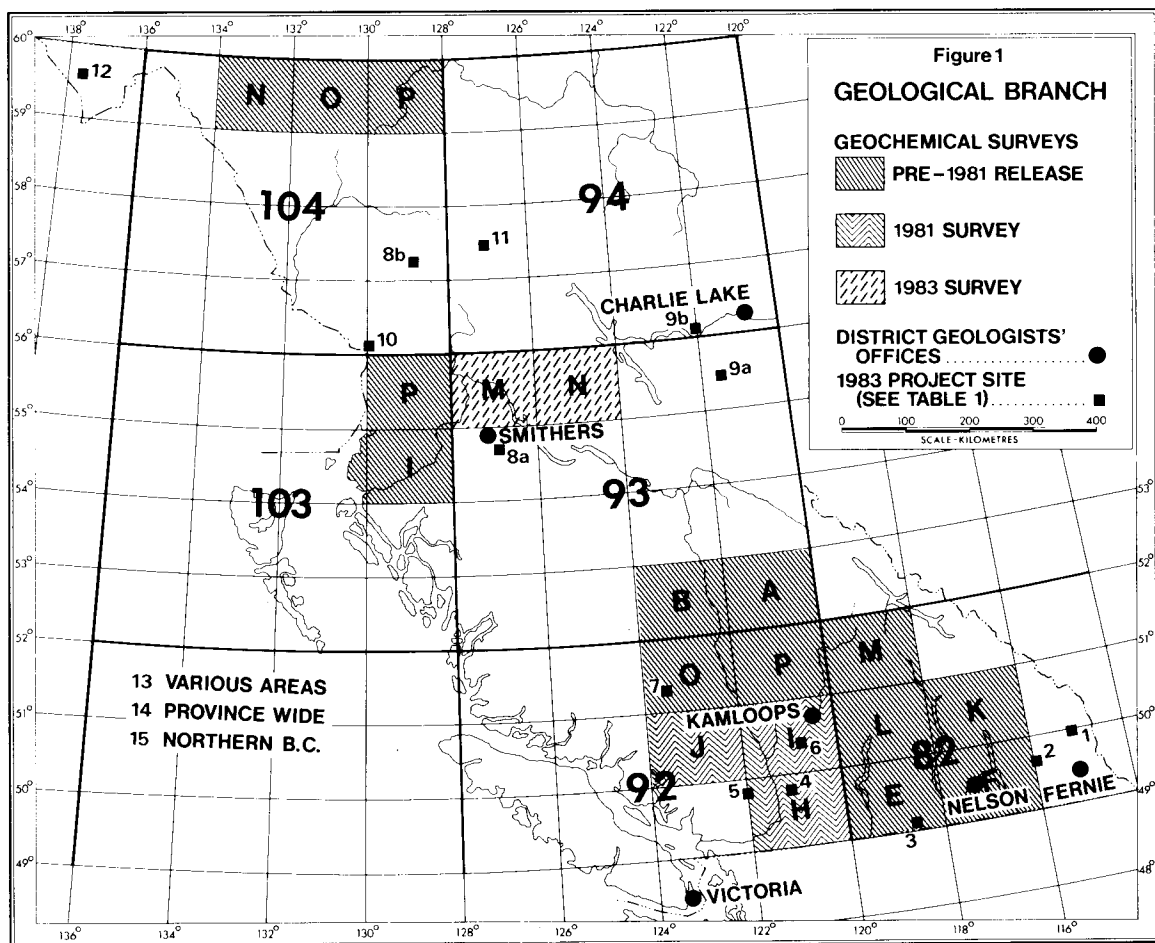 138° 136° 134° 132° 130° 128° 126° 124° 122° 120°
60°
12
N O P
59°
58°
104
94
57°
8b
11
CHARLIE LAKE
9b
56°
10
9a
P
M N
55°
SMITHERS
8a
I
54°
103
93
53°
53°
B A
52°
52°
O P M
7
13 VARIOUS AREAS
14 PROVINCE WIDE
15 NORTHERN B.C.
51°
51°
KAMLOOPS
J I L K
6
1
2
50°
50°
92
82
5
4
H E F
NELSON FERNIE
3
49°
49°
48°
VICTORIA
136° 134° 132° 130° 128° 126° 124° 122° 120° 118° 116°
Figure 1
GEOLOGICAL BRANCH
GEOCHEMICAL SURVEYS
PRE-1981 RELEASE
1981 SURVEY
1983 SURVEY
DISTRICT GEOLOGISTS'
OFFICES
1983 PROJECT SITE
(SEE TABLE 1)
0 100 200 300 400
SCALE-KILOMETRES